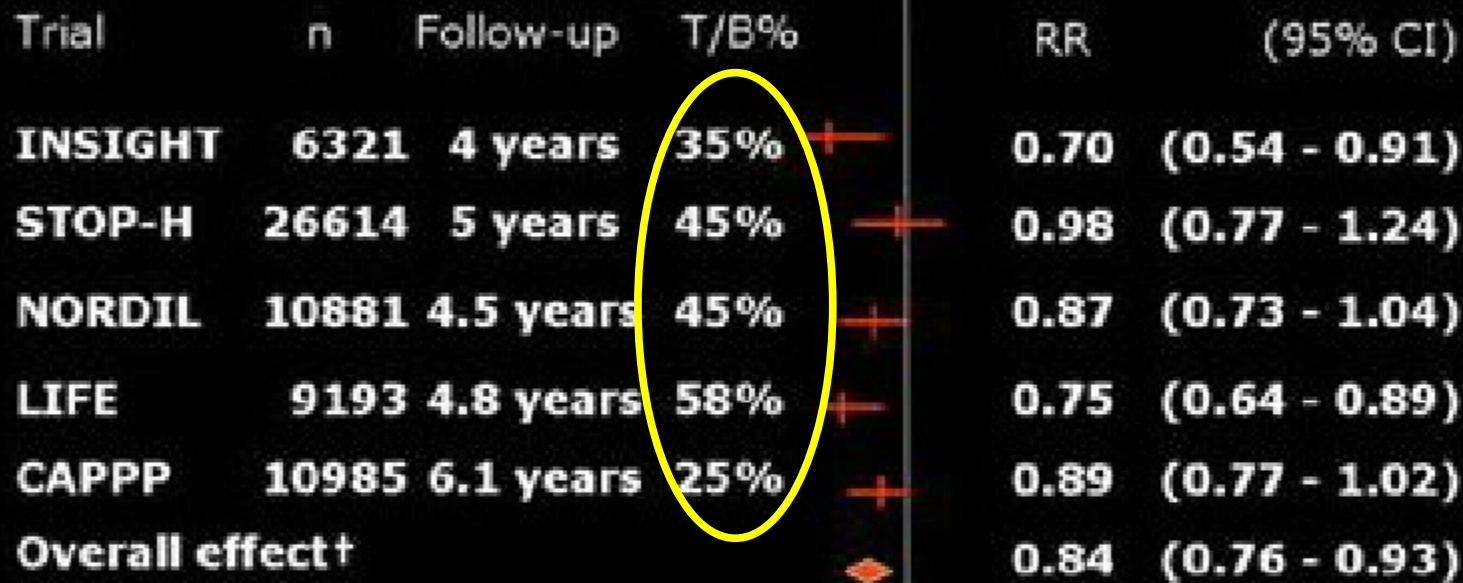 Trial n Follow-up T/B% RR (95% CI)
INSIGHT 6321 4 years 35% 0.70 (0.54 - 0.91)
STOP-H 26614 5 years 45% 0.98 (0.77 - 1.24)
NORDIL 10881 4.5 years 45% 0.87 (0.73 - 1.04)
LIFE 9193 4.8 years 58% 0.75 (0.64 - 0.89)
CAPPP 10985 6.1 years 25% 0.89 (0.77 - 1.02)
Overall effect† 0.84 (0.76 - 0.93)